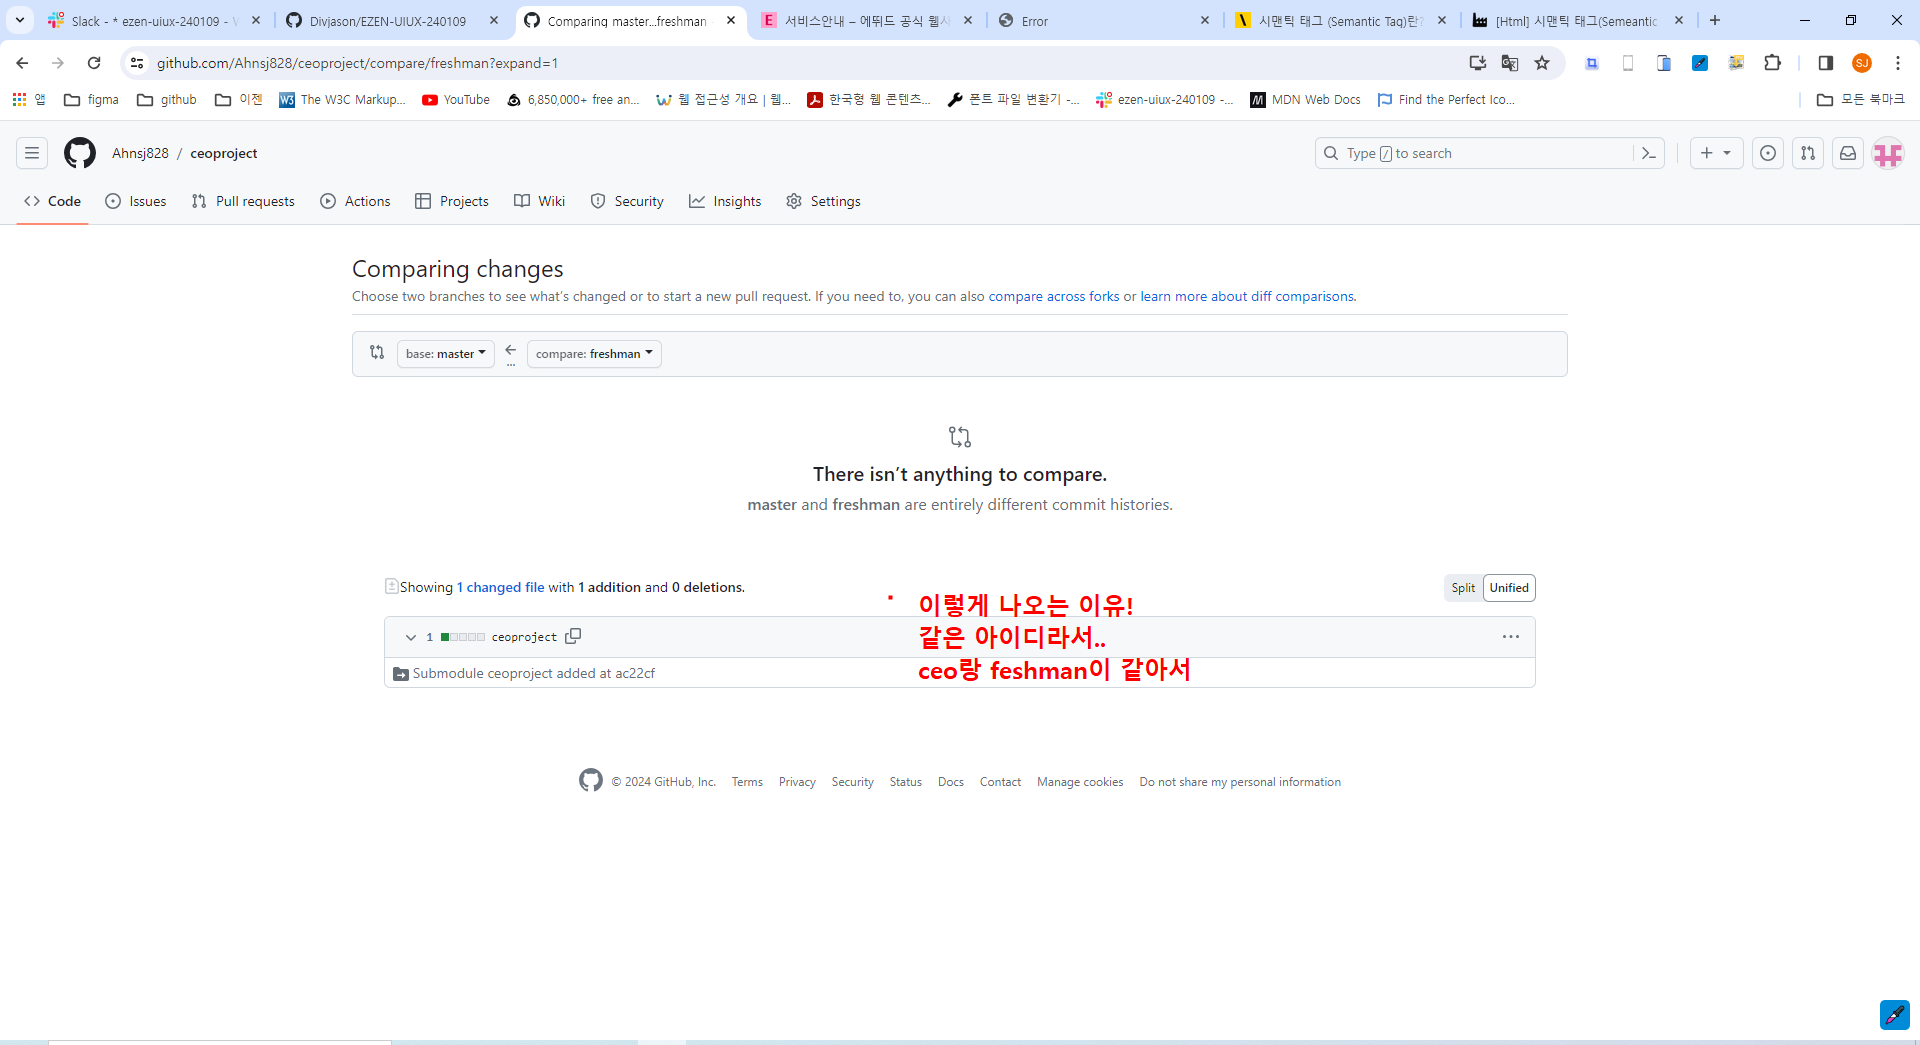 Slack - * ezen-uiux-240109 -
Divjason/EZEN-UIUX-240109
Comparing master...freshman
서비스안내 – 에뛰드 공식 웹사
Error
시맨틱 태그 (Semantic Tag)란?
[Html] 시맨틱 태그(Semeantic
github.com/Ahnsj828/ceoproject/compare/freshman?expand=1
SJ
앱
figma
github
이젠
The W3C Markup...
YouTube
6,850,000+ free an...
웹 접근성 개요 | 웹...
한국형 웹 콘텐츠...
폰트 파일 변환기 -...
ezen-uiux-240109 -...
MDN Web Docs
Find the Perfect Ico...
모든 북마크
Ahnsj828 / ceoproject
Type / to search
Code
Issues
Pull requests
Actions
Projects
Wiki
Security
Insights
Settings
Comparing changes
Choose two branches to see what's changed or to start a new pull request. If you need to, you can also compare across forks or learn more about diff comparisons.
base: master
...
compare: freshman
There isn't anything to compare.
master and freshman are entirely different commit histories.
Showing 1 changed file with 1 addition and 0 deletions.
Split
Unified
이렇게 나오는 이유!
같은 아이디라서..
ceo랑 feshman이 같아서
1
ceoproject
Submodule ceoproject added at ac22cf
© 2024 GitHub, Inc.
Terms
Privacy
Security
Status
Docs
Contact
Manage cookies
Do not share my personal information